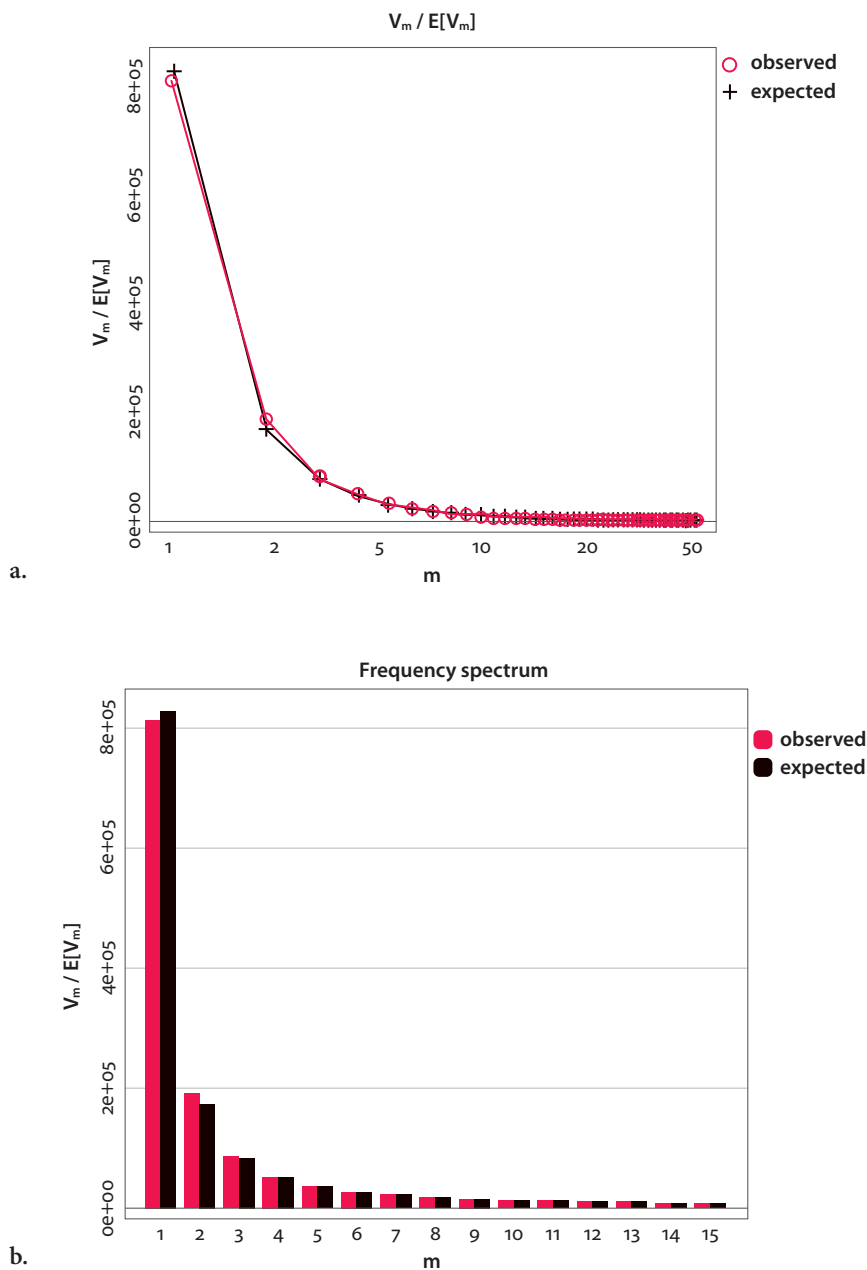 Vₘ / E[Vₘ]
observed
expected
8e+05
6e+05
4e+05
2e+05
0e+00
Vₘ / E[Vₘ]
1 2 5 10 20 50
m
a.
Frequency spectrum
observed
expected
8e+05
6e+05
4e+05
2e+05
0e+00
Vₘ / E[Vₘ]
1 2 3 4 5 6 7 8 9 10 11 12 13 14 15
m
b.